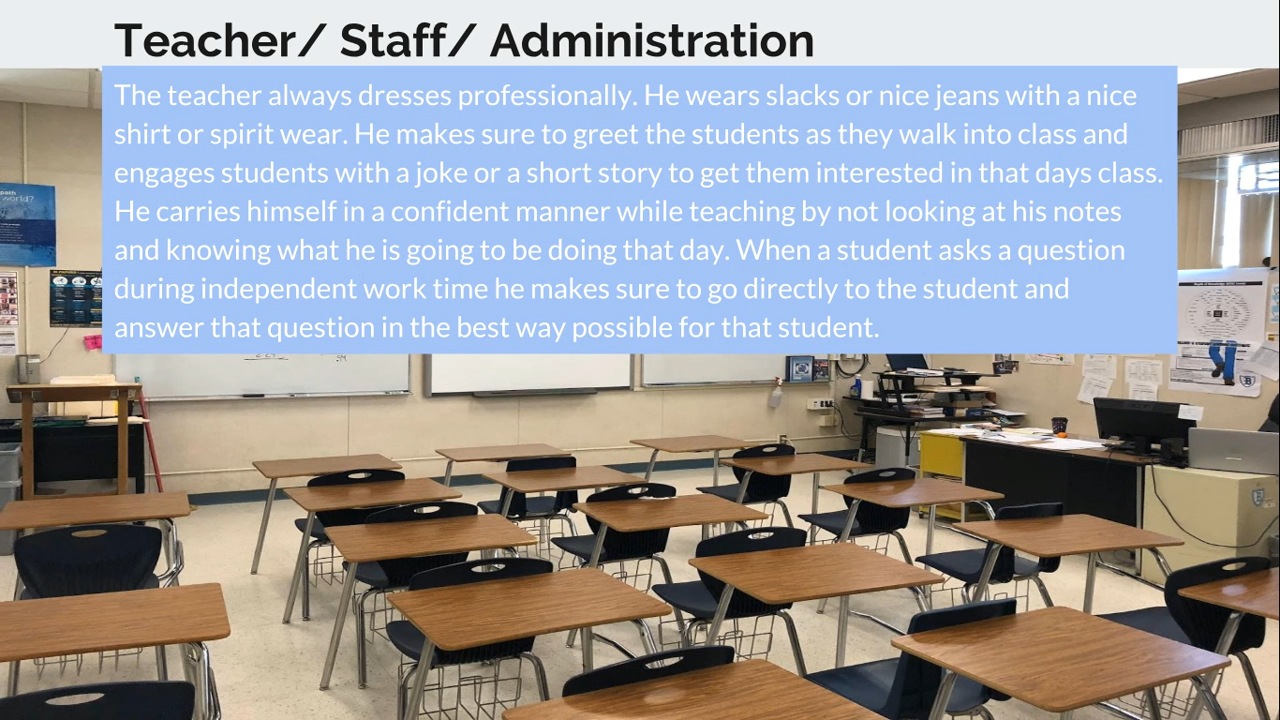 Teacher/ Staff/ Administration
The teacher always dresses professionally. He wears slacks or nice jeans with a nice
shirt or spirit wear. He makes sure to greet the students as they walk into class and
engages students with a joke or a short story to get them interested in that days class.
He carries himself in a confident manner while teaching by not looking at his notes
and knowing what he is going to be doing that day. When a student asks a question
during independent work time he makes sure to go directly to the student and
answer that question in the best way possible for that student.
path
world?